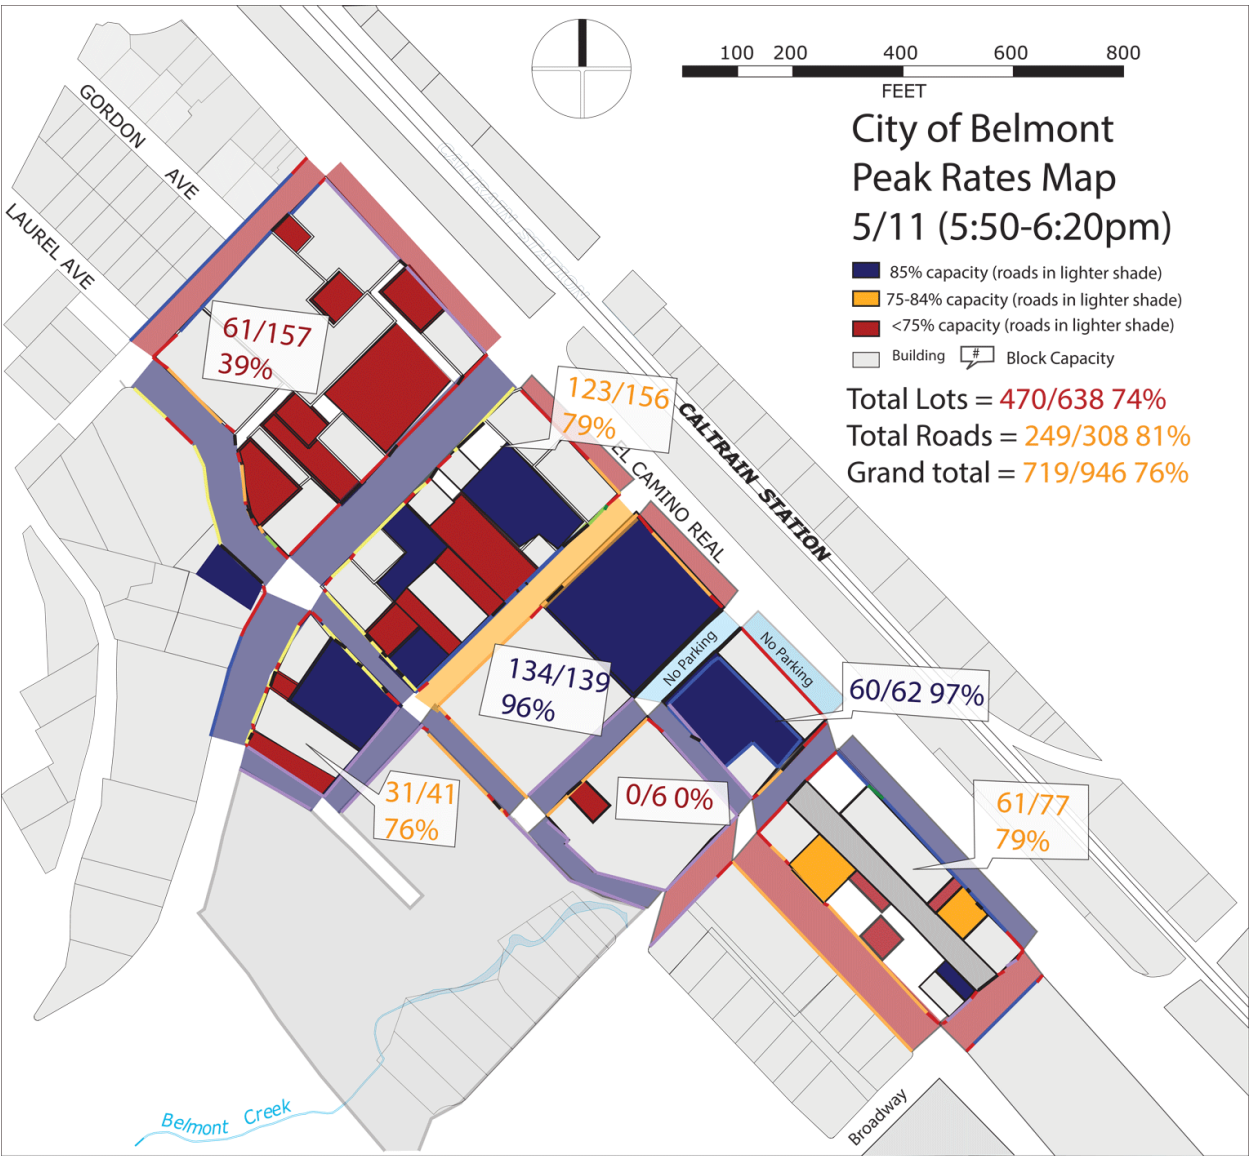 100 200 400 600 800
FEET
City of Belmont
Peak Rates Map
5/11 (5:50-6:20pm)
85% capacity (roads in lighter shade)
75-84% capacity (roads in lighter shade)
<75% capacity (roads in lighter shade)
Building # Block Capacity
Total Lots = 470/638 74%
Total Roads = 249/308 81%
Grand total = 719/946 76%
GORDON AVE
LAUREL AVE
61/157
39%
123/156
79%
EL CAMINO REAL
CALTRAIN STATION
134/139
96%
No Parking
No Parking
60/62 97%
31/41
76%
0/6 0%
61/77
79%
Belmont Creek
Broadway